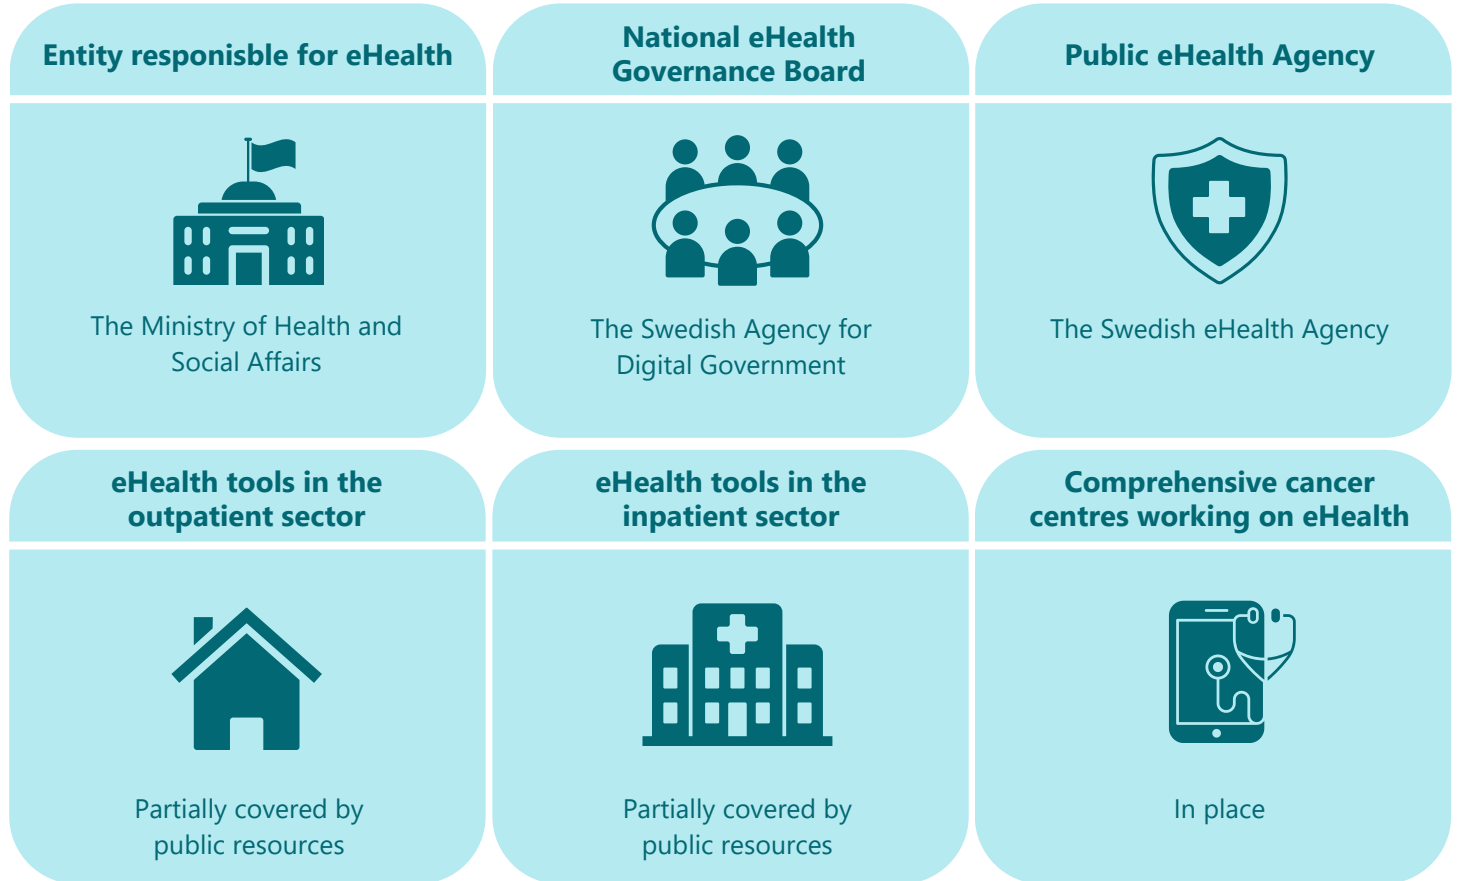 Entity responisble for eHealth
National eHealth
Governance Board
Public eHealth Agency
The Ministry of Health and
Social Affairs
The Swedish Agency for
Digital Government
The Swedish eHealth Agency
eHealth tools in the
outpatient sector
eHealth tools in the
inpatient sector
Comprehensive cancer
centres working on eHealth
Partially covered by
public resources
Partially covered by
public resources
In place